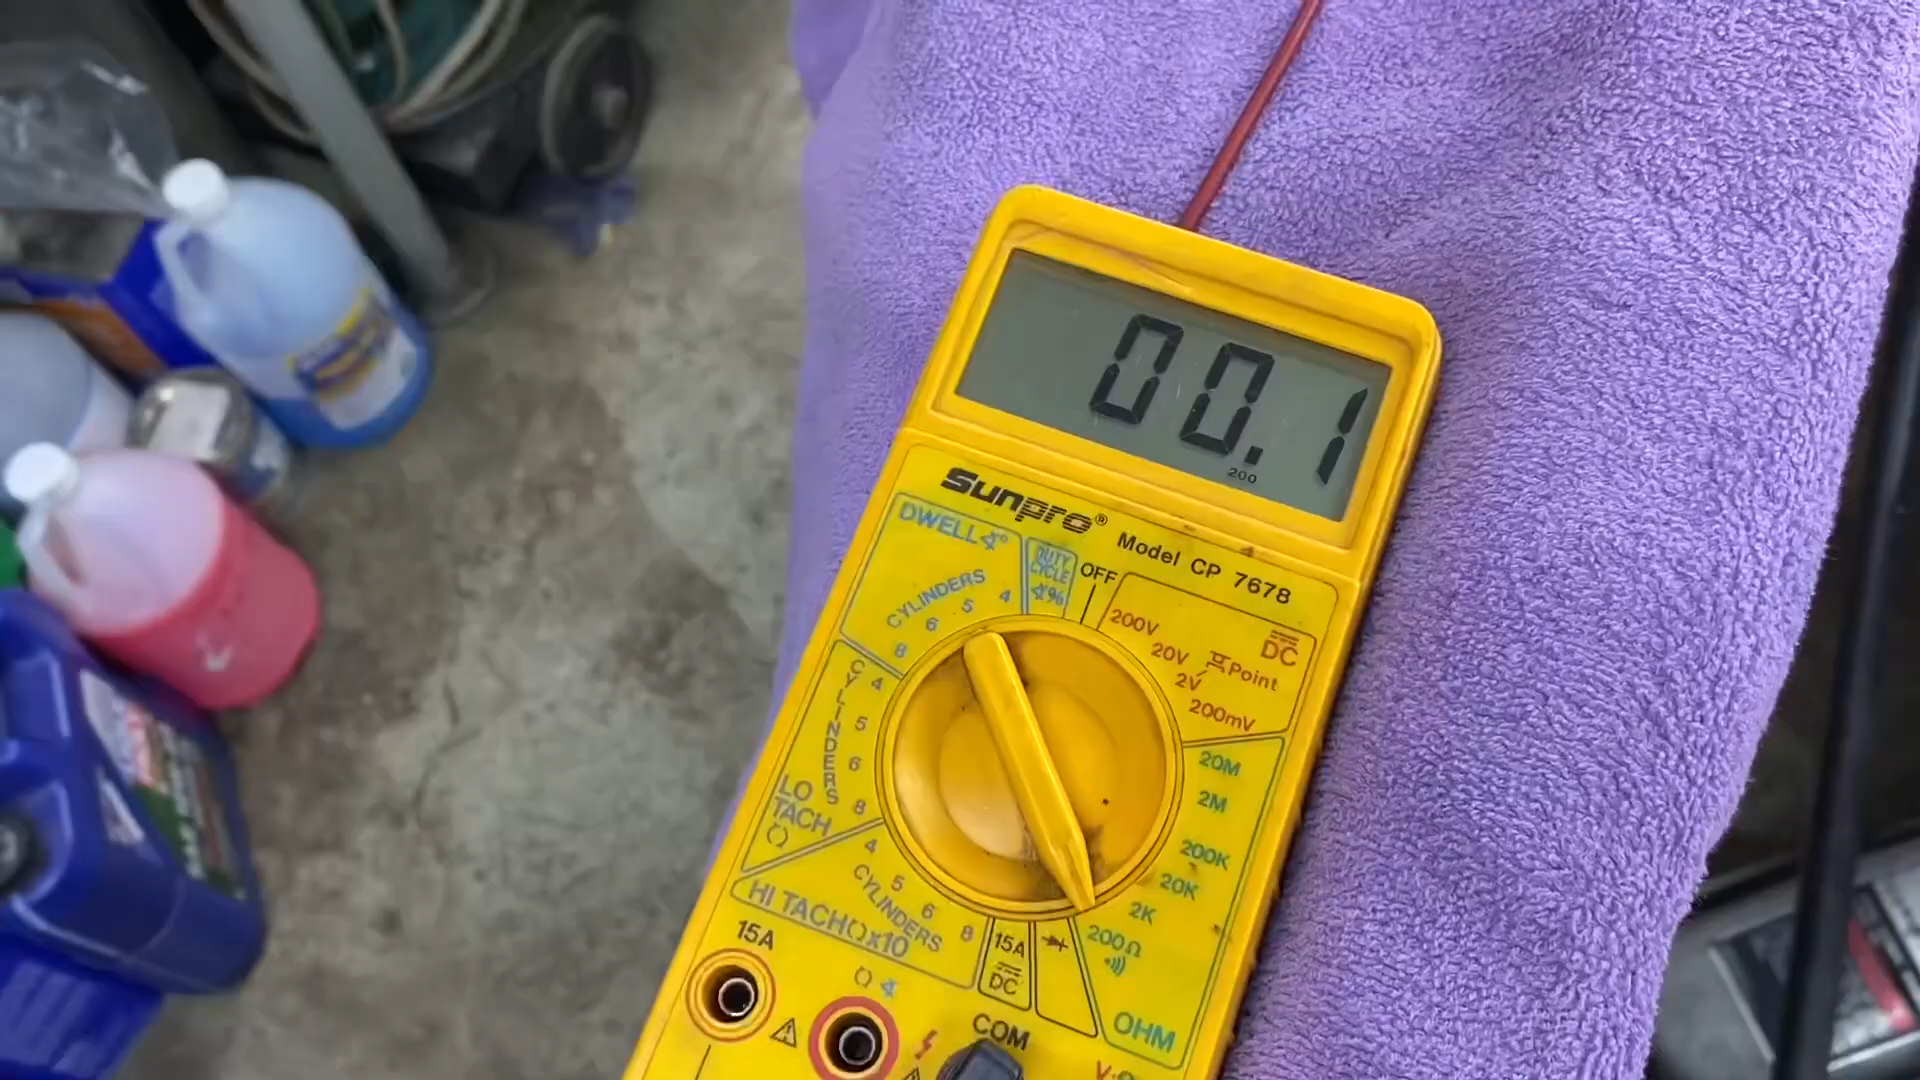 00.1
200
Sunpro®
Model CP 7678
DWELL ∢°
DUTY
CYCLE
∢%
OFF
CYLINDERS
4
5
6
8
200V
20V
2V
200mV
DC
Point
CYLINDERS
4
5
6
8
LO
TACH
20M
2M
200K
20K
2K
200Ω
OHM
4
5
6
8
CYLINDERS
HI TACH x10
15A
DC
15A
COM